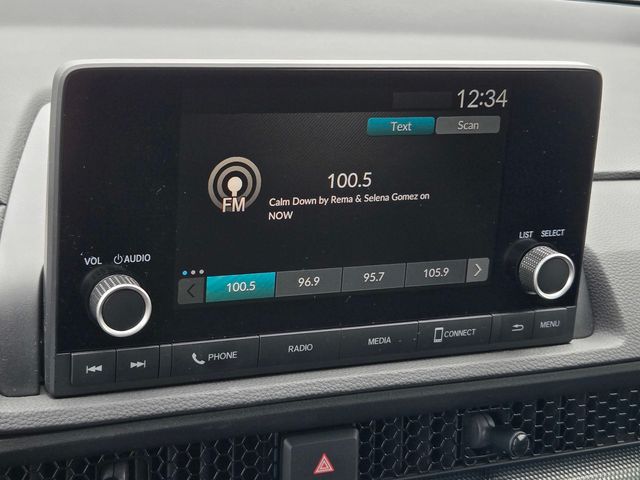 12:34
Text Scan
100.5
FM
Calm Down by Rema & Selena Gomez on
NOW
VOL AUDIO
LIST SELECT
100.5 96.9 95.7 105.9
PHONE RADIO MEDIA CONNECT MENU